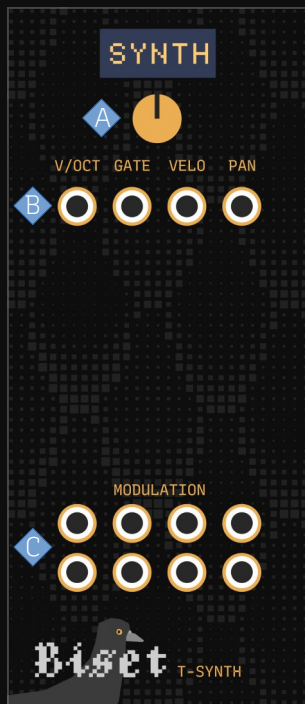 SYNTH
A
V/OCT GATE VELO PAN
B
MODULATION
C
Biset T-SYNTH